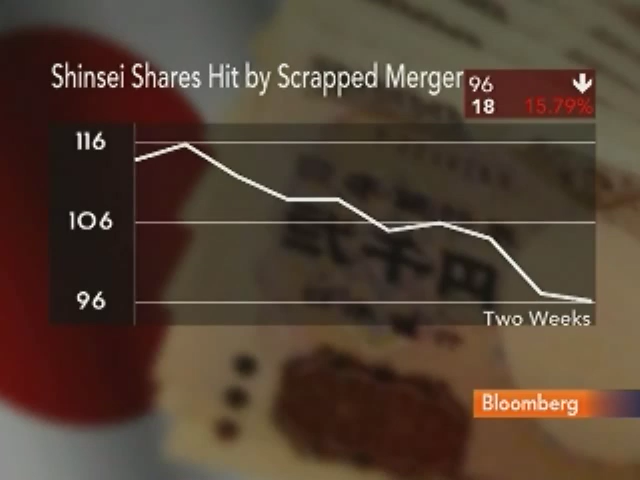 Shinsei Shares Hit by Scrapped Merger
96
18 15.79%
116
106
96
Two Weeks
Bloomberg